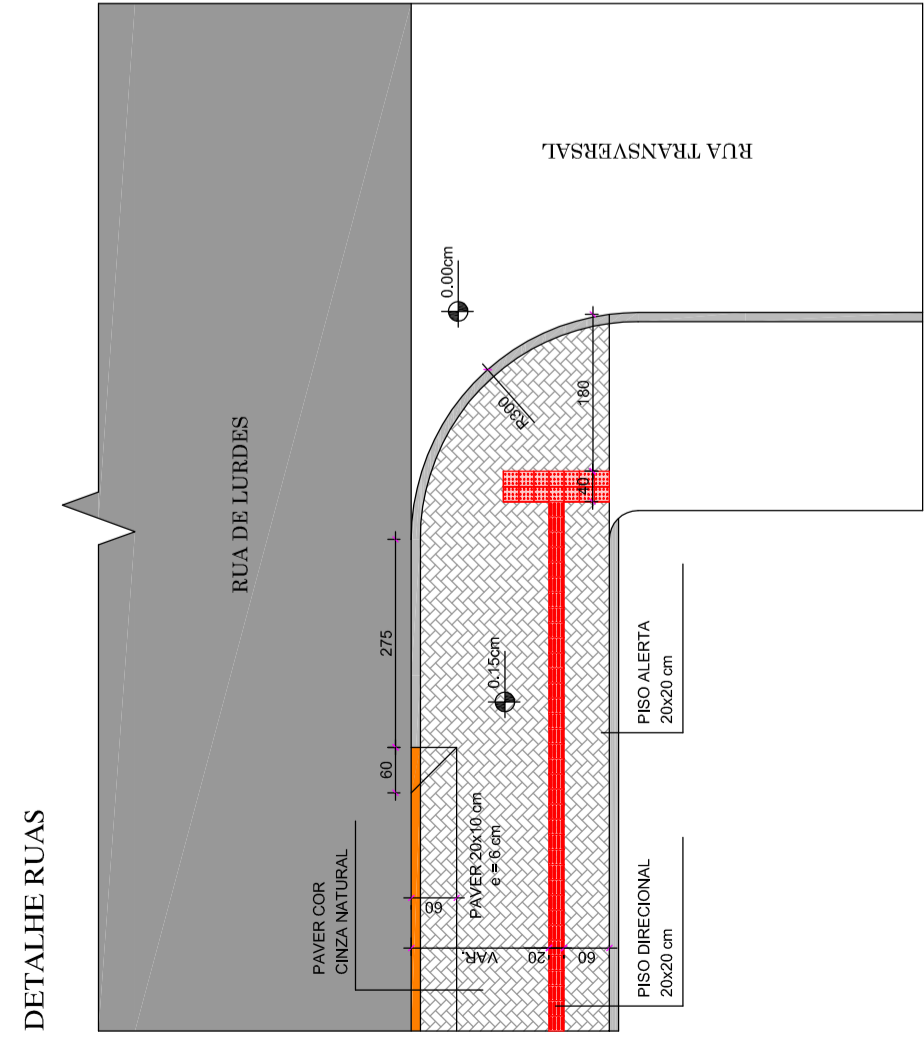 DETALHE RUAS
RUA DE LURDES
RUA TRANSVERSAL
0.00cm
R300
180
40
275
60
0.15cm
PAVER COR
CINZA NATURAL
PAVER 20x10 cm
e = 6 cm
60
VAR.
20
60
PISO ALERTA
20x20 cm
PISO DIRECIONAL
20x20 cm